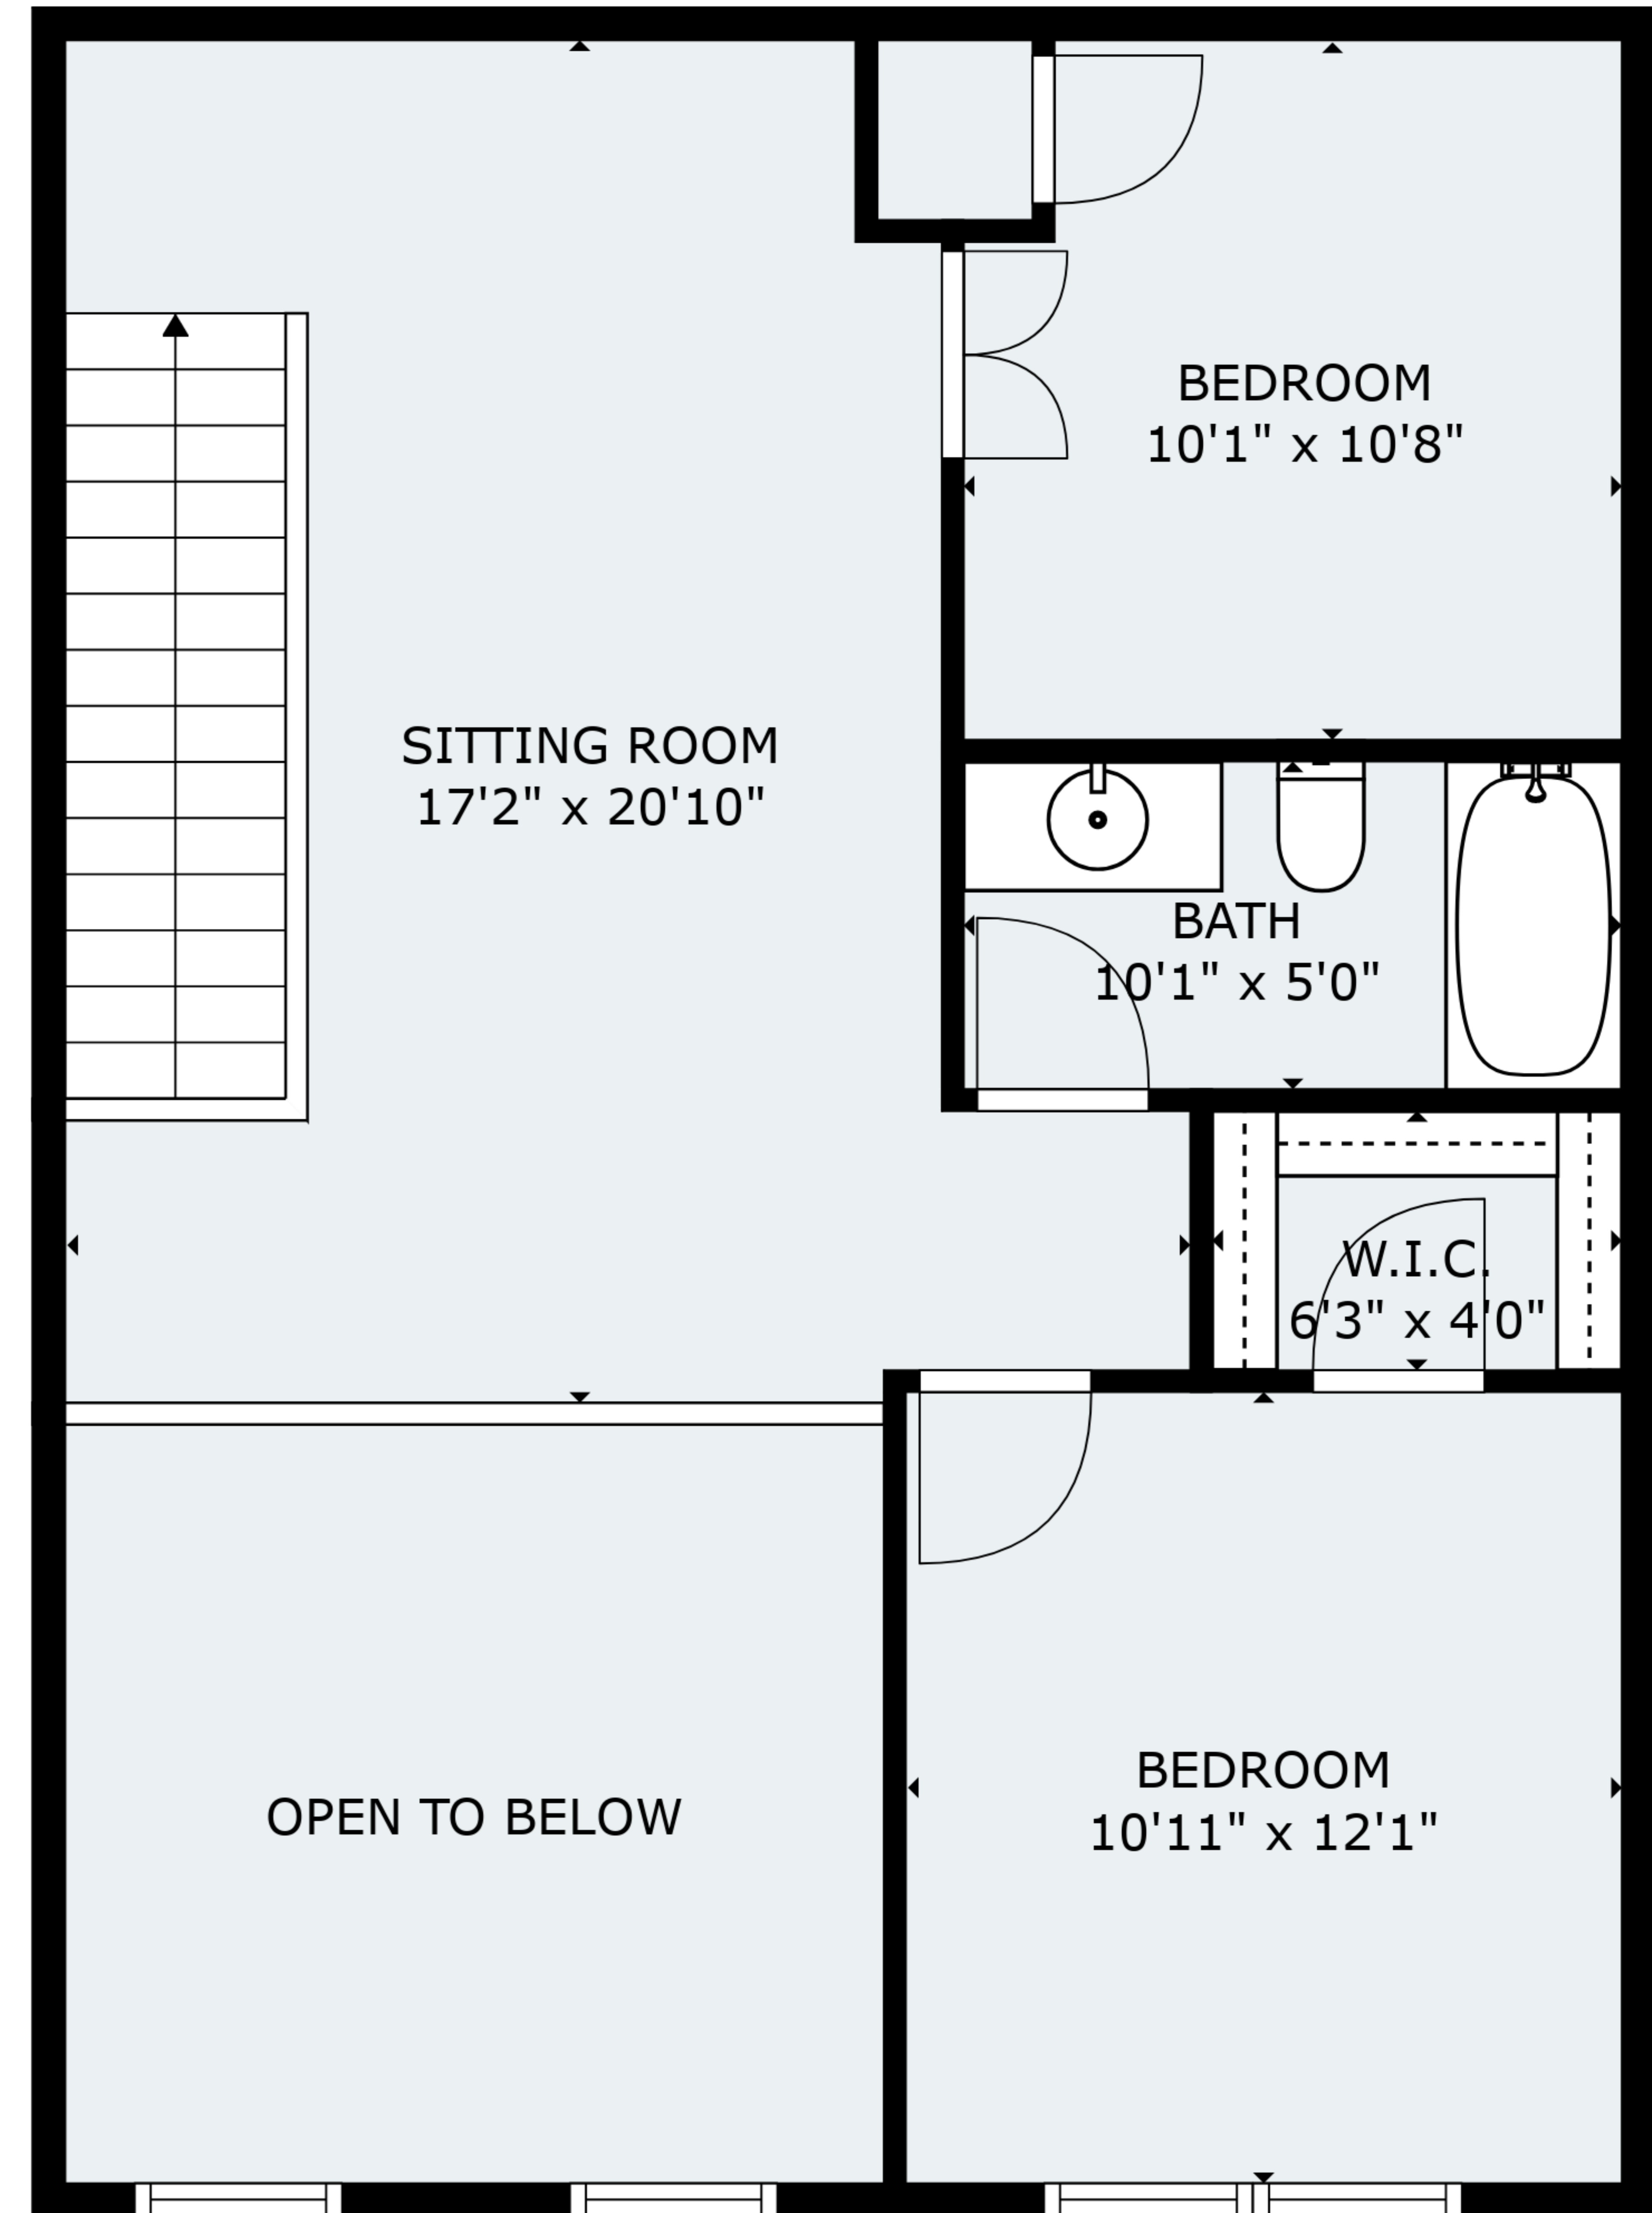 BEDROOM
10'1" x 10'8"
SITTING ROOM
17'2" x 20'10"
BATH
10'1" x 5'0"
W.I.C.
6'3" x 4'0"
BEDROOM
10'11" x 12'1"
OPEN TO BELOW